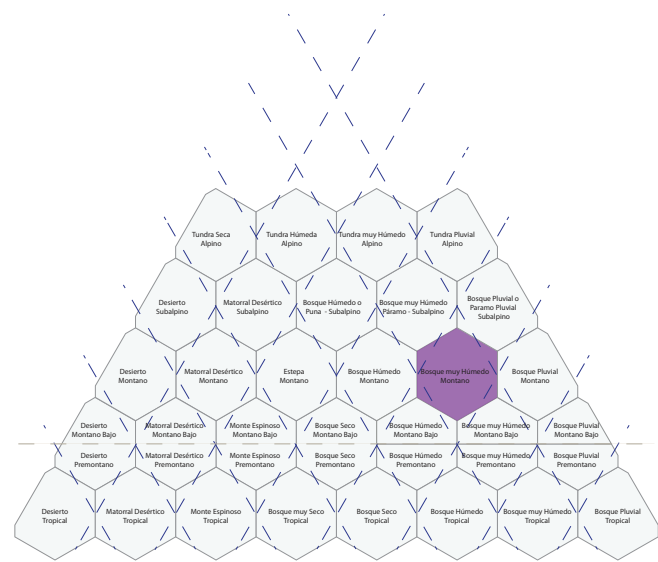 Tundra Seca
Alpino
Tundra Húmeda
Alpino
Tundra muy Húmedo
Alpino
Tundra Pluvial
Alpino
Desierto
Subalpino
Matorral Desértico
Subalpino
Bosque Húmedo o
Puna - Subalpino
Bosque muy Húmedo
Páramo - Subalpino
Bosque Pluvial o
Paramo Pluvial
Subalpino
Desierto
Montano
Matorral Desértico
Montano
Estepa
Montano
Bosque Húmedo
Montano
Bosque muy Húmedo
Montano
Bosque Pluvial
Montano
Desierto
Montano Bajo
Matorral Desértico
Montano Bajo
Monte Espinoso
Montano Bajo
Bosque Seco
Montano Bajo
Bosque Húmedo
Montano Bajo
Bosque muy Húmedo
Montano Bajo
Bosque Pluvial
Montano Bajo
Desierto
Premontano
Matorral Desértico
Premontano
Monte Espinoso
Premontano
Bosque Seco
Premontano
Bosque Húmedo
Premontano
Bosque muy Húmedo
Premontano
Bosque Pluvial
Premontano
Desierto
Tropical
Matorral Desértico
Tropical
Monte Espinoso
Tropical
Bosque muy Seco
Tropical
Bosque Seco
Tropical
Bosque Húmedo
Tropical
Bosque muy Húmedo
Tropical
Bosque Pluvial
Tropical